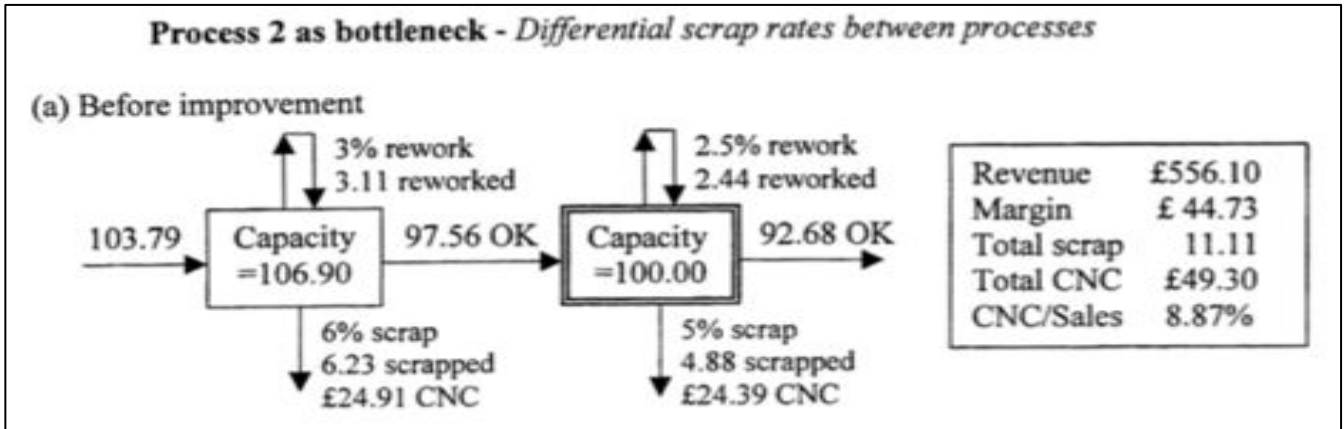 Process 2 as bottleneck - Differential scrap rates between processes
(a) Before improvement
3% rework
3.11 reworked
2.5% rework
2.44 reworked
103.79
Capacity
=106.90
97.56 OK
Capacity
=100.00
92.68 OK
6% scrap
6.23 scrapped
£24.91 CNC
5% scrap
4.88 scrapped
£24.39 CNC
Revenue £556.10
Margin £ 44.73
Total scrap 11.11
Total CNC £49.30
CNC/Sales 8.87%